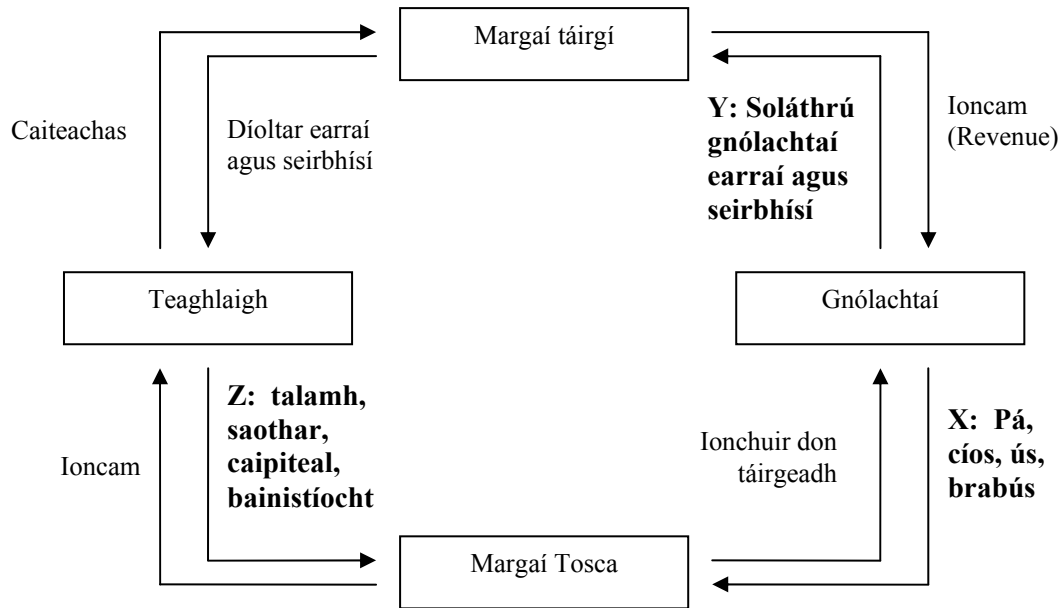 Margaí táirgí
Caiteachas
Díoltar earraí
agus seirbhísí
Y: Soláthrú
gnólachtaí
earraí agus
seirbhísí
Ioncam
(Revenue)
Teaghlaigh
Gnólachtaí
Ioncam
Z: talamh,
saothar,
caipiteal,
bainistíocht
Ionchuir don
táirgeadh
X: Pá,
cíos, ús,
brabús
Margaí Tosca